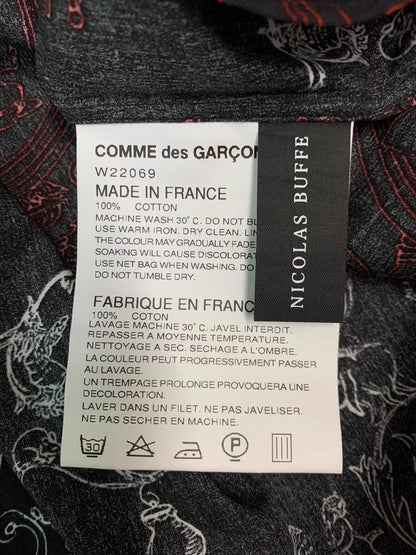 COMME des GARÇON
W22069
MADE IN FRANCE
100% COTTON
MACHINE WASH 30°C. DO NOT BL
USE WARM IRON. DRY CLEAN. LIN
THE COLOUR MAY GRADUALLY FADE
SOAKING WILL CAUSE DISCOLORAT
USE NET BAG WHEN WASHING. DO
DO NOT TUMBLE DRY.
FABRIQUE EN FRANC
100% COTTON
LAVAGE MACHINE 30°C. JAVEL INTERDIT.
REPASSER A MOYENNE TEMPERATURE.
NETTOYAGE A SEC. SECHAGE A L'OMBRE.
LA COULEUR PEUT PROGRESSIVEMENT PASSER
AU LAVAGE.
UN TREMPAGE PROLONGE PROVOQUERA UNE
DECOLORATION.
LAVER DANS UN FILET. NE PAS JAVELISER.
NE PAS SECHER EN MACHINE.
30 P
NICOLAS BUFFE